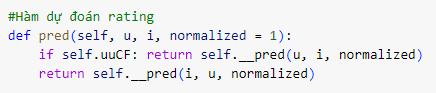 #Hàm dự đoán rating
def pred(self, u, i, normalized = 1):
    if self.uuCF: return self.__pred(u, i, normalized)
    return self.__pred(i, u, normalized)